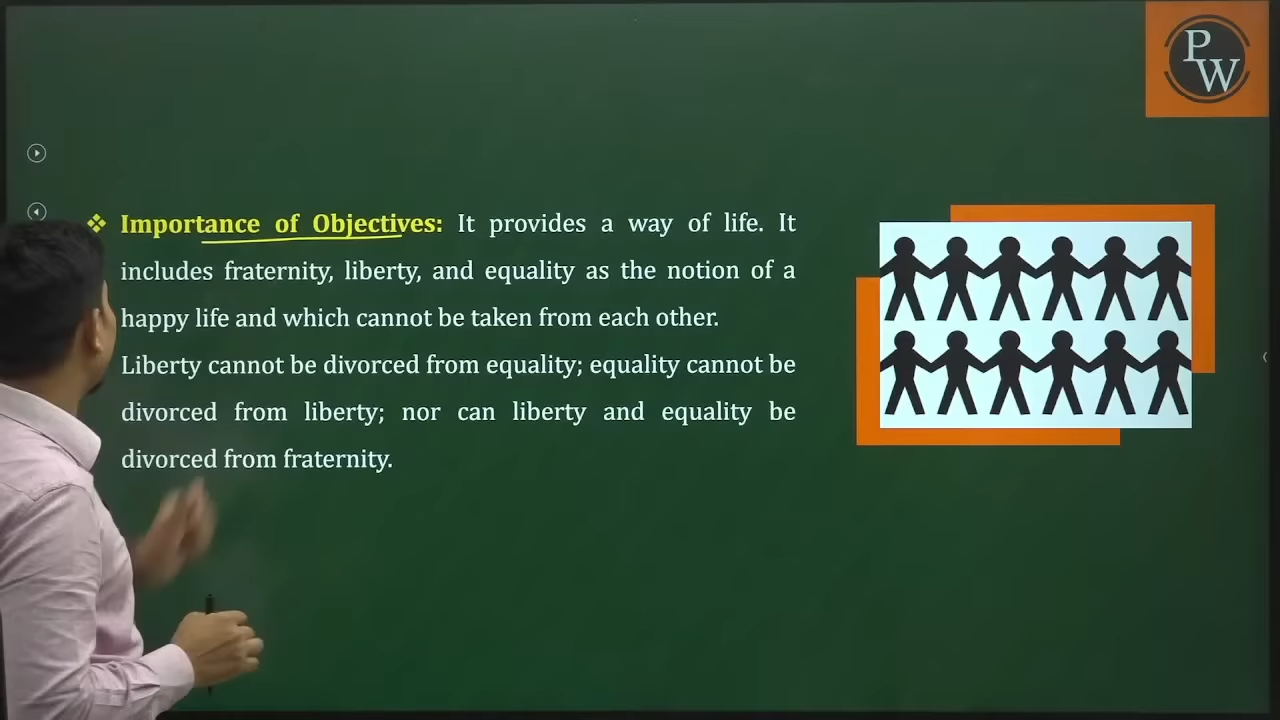 PW
❖ Importance of Objectives: It provides a way of life. It
includes fraternity, liberty, and equality as the notion of a
happy life and which cannot be taken from each other.
Liberty cannot be divorced from equality; equality cannot be
divorced from liberty; nor can liberty and equality be
divorced from fraternity.